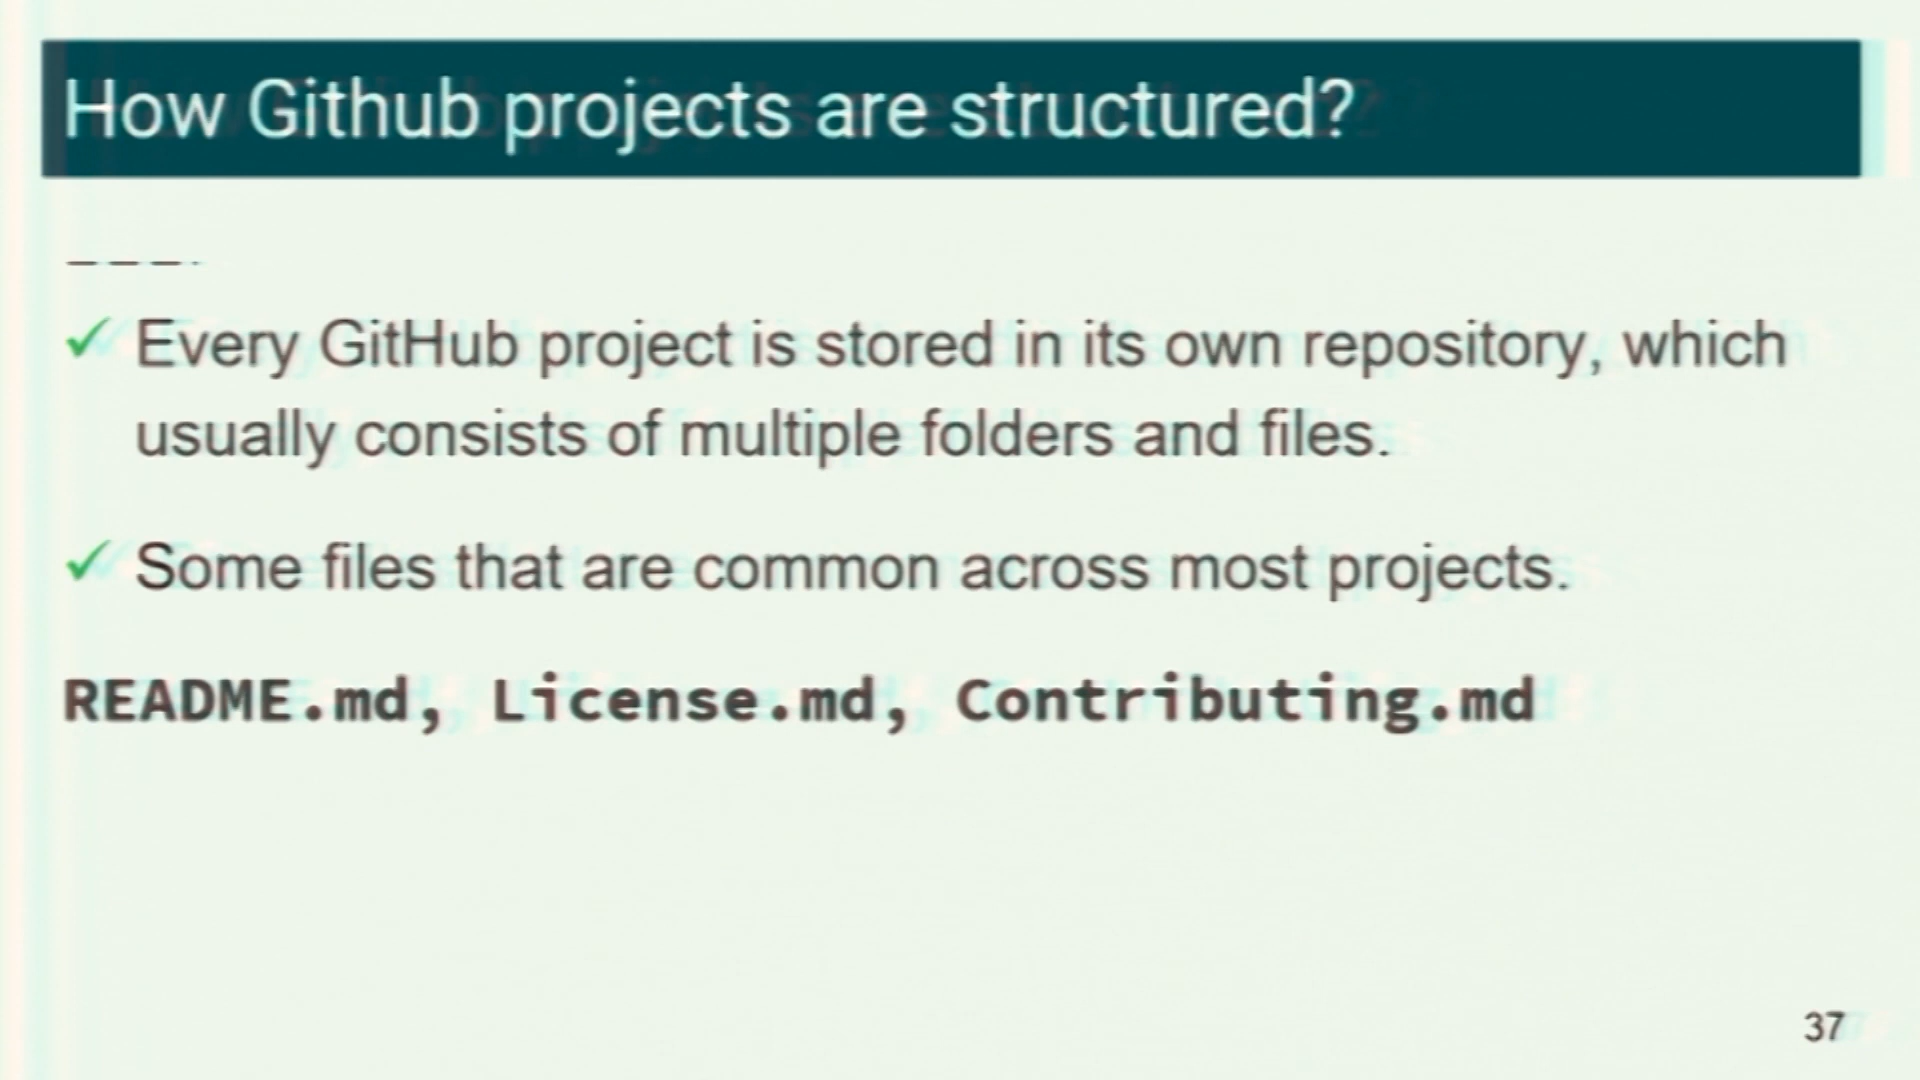 How Github projects are structured?
✓ Every GitHub project is stored in its own repository, which
usually consists of multiple folders and files.
✓ Some files that are common across most projects.
README.md, License.md, Contributing.md
37